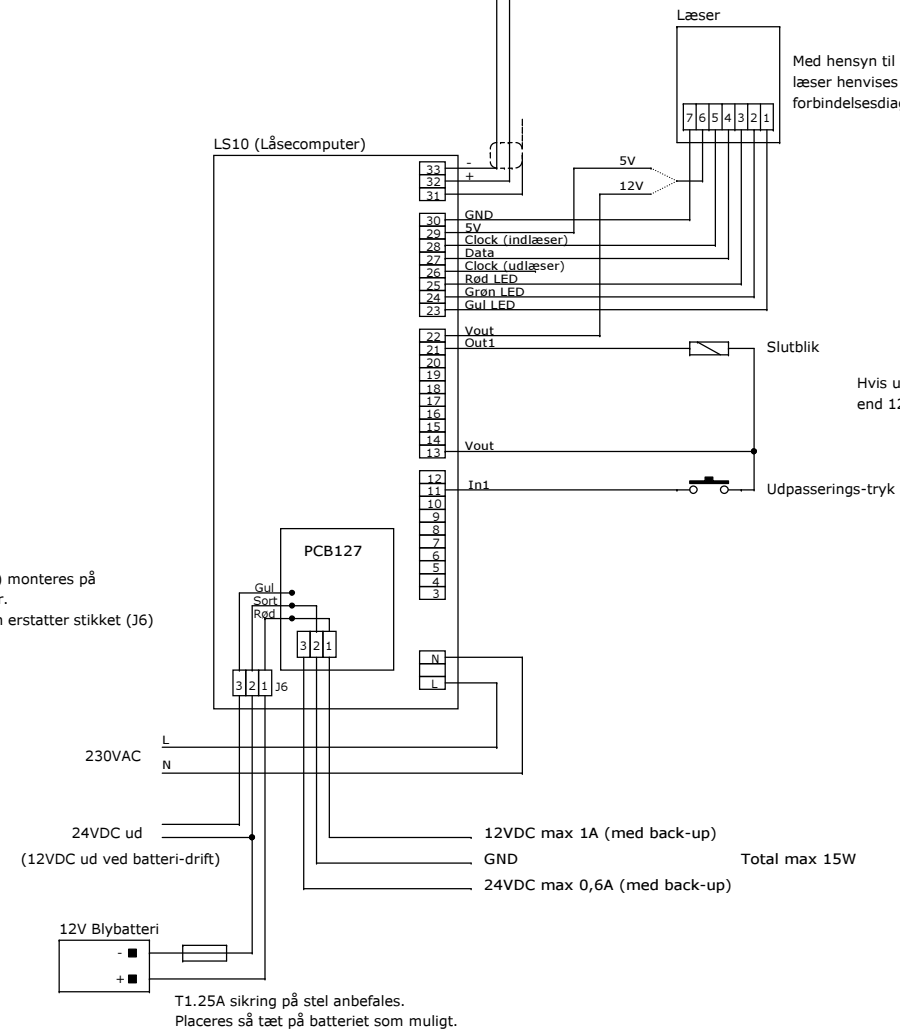 Læser
Med hensyn til
læser henvises
7 6 5 4 3 2 1
LS10 (Låsecomputer)
33 -
32 +
31
5V
12V
30 GND
29 5V
28 Clock (indlæser)
27 Data
26 Clock (udlæser)
25 Rød LED
24 Grøn LED
23 Gul LED
22 Vout
21 Out1
Slutblik
20
19
18
17
16
15
14
13 Vout
Hvis
end
12
11 In1
Udpasserings-tryk
10
9
8
7
6
5
4
3
PCB127
monteres på
erstatter stikket (J6)
Gul
Sort
Rød
3 2 1
3 2 1 J6
N
L
230VAC
L
N
24VDC ud
(12VDC ud ved batteri-drift)
12VDC max 1A (med back-up)
GND
24VDC max 0,6A (med back-up)
Total max 15W
12V Blybatteri
-
+
T1.25A sikring på stel anbefales.
Placeres så tæt på batteriet som muligt.